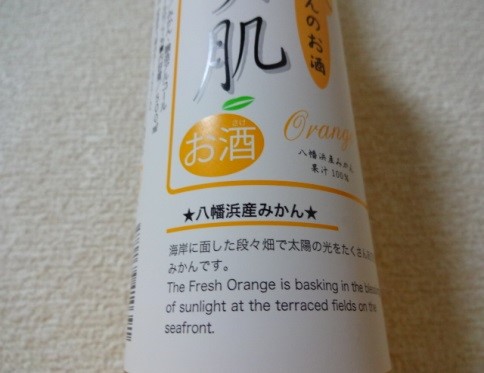 んのお酒
肌
お酒
さけ
Orange
八幡浜産みかん
果汁100%
★八幡浜産みかん★
海岸に面した段々畑で太陽の光をたくさん
みかんです。
The Fresh Orange is basking in the
of sunlight at the terraced fields on the
seafront.